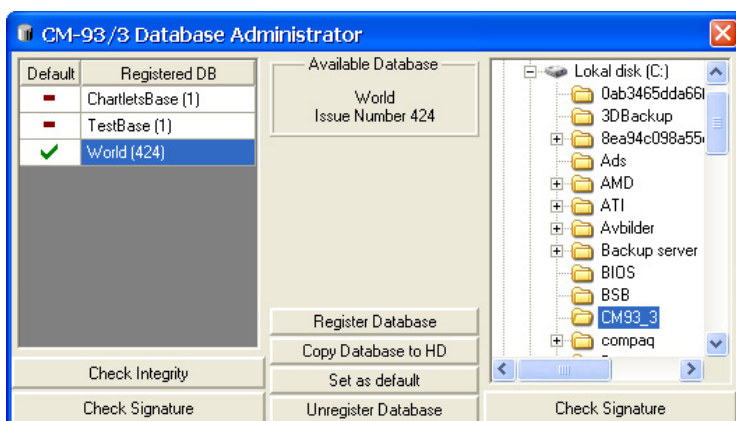 CM-93/3 Database Administrator
Default Registered DB
ChartletsBase (1)
TestBase (1)
World (424)
Check Integrity
Check Signature
Available Database
World
Issue Number 424
Register Database
Copy Database to HD
Set as default
Unregister Database
Lokal disk (C:)
0ab3465dda66
3DBackup
8ea94c098a55
Ads
AMD
ATI
Avbilder
Backup server
BIOS
BSB
CM93_3
compaq
Check Signature